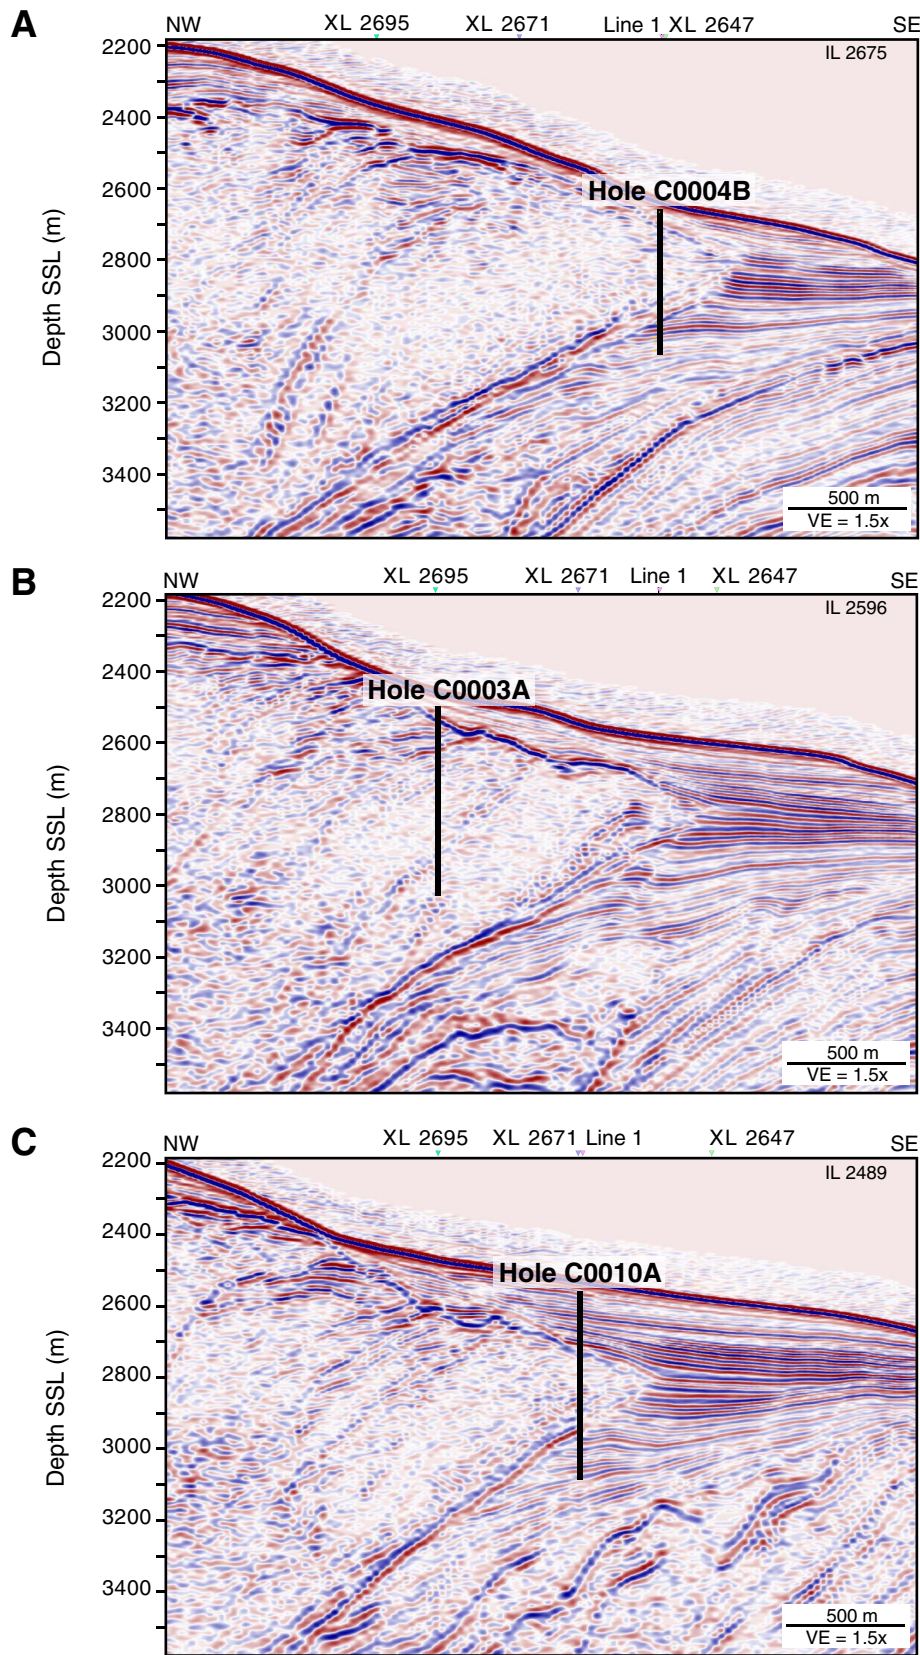 A
NW XL 2695 XL 2671 Line 1 XL 2647 SE
IL 2675
2200
2400
2600
2800
3000
3200
3400
Depth SSL (m)
Hole C0004B
500 m
VE = 1.5x
B
NW XL 2695 XL 2671 Line 1 XL 2647 SE
IL 2596
2200
2400
2600
2800
3000
3200
3400
Depth SSL (m)
Hole C0003A
500 m
VE = 1.5x
C
NW XL 2695 XL 2671 Line 1 XL 2647 SE
IL 2489
2200
2400
2600
2800
3000
3200
3400
Depth SSL (m)
Hole C0010A
500 m
VE = 1.5x